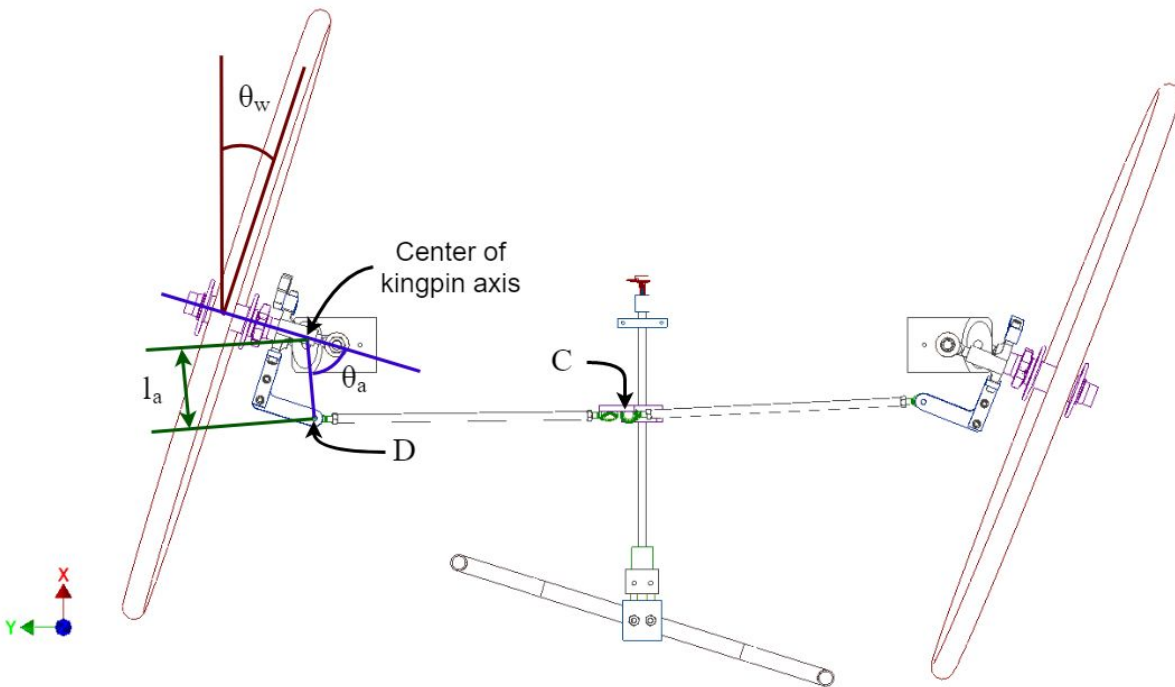 θw
Center of
kingpin axis
C
la
θa
D
X
Y